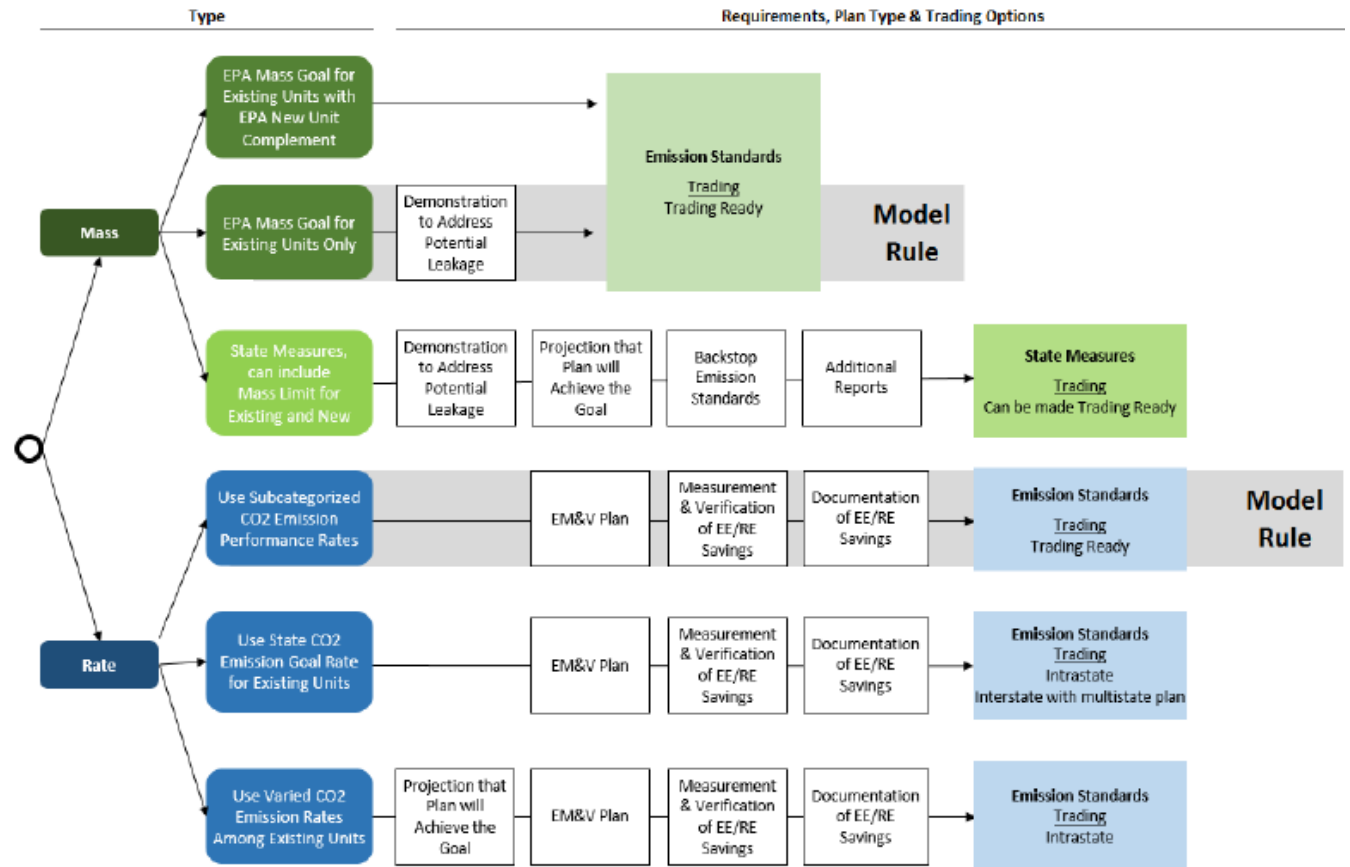 Type
Requirements, Plan Type & Trading Options
EPA Mass Goal for
Existing Units with
EPA New Unit
Complement
Emission Standards
Trading
Trading Ready
Mass
EPA Mass Goal for
Existing Units Only
Demonstration
to Address
Potential
Leakage
Model
Rule
State Measures,
can include
Mass Limit for
Existing and New
Demonstration
to Address
Potential
Leakage
Projection that
Plan will
Achieve the
Goal
Backstop
Emission
Standards
Additional
Reports
State Measures
Trading
Can be made Trading Ready
Use Subcategorized
CO2 Emission
Performance Rates
EM&V Plan
Measurement
& Verification
of EE/RE
Savings
Documentation
of EE/RE
Savings
Emission Standards
Trading
Trading Ready
Model
Rule
Rate
Use State CO2
Emission Goal Rate
for Existing Units
EM&V Plan
Measurement
& Verification
of EE/RE
Savings
Documentation
of EE/RE
Savings
Emission Standards
Trading
Intrastate
Interstate with multistate plan
Use Varied CO2
Emission Rates
Among Existing Units
Projection that
Plan will
Achieve the
Goal
EM&V Plan
Measurement
& Verification
of EE/RE
Savings
Documentation
of EE/RE
Savings
Emission Standards
Trading
Intrastate